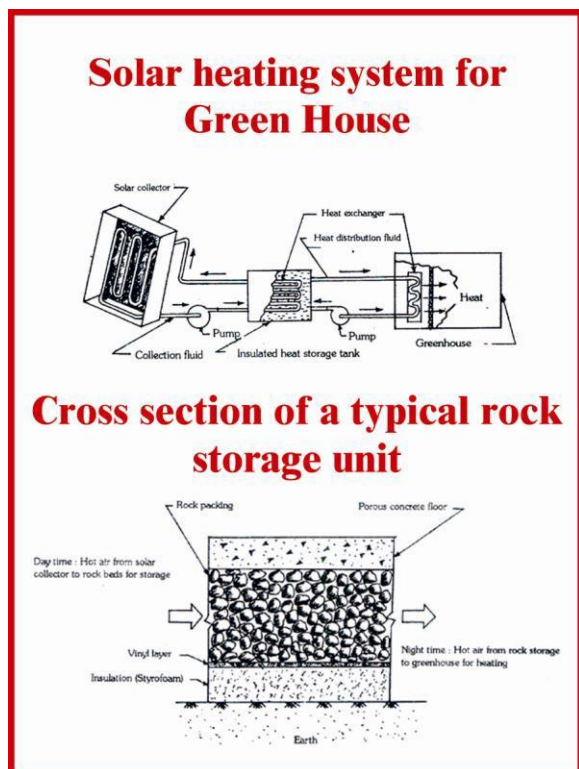 Solar heating system for
Green House
Solar collector
Heat exchanger
Heat distribution fluid
Heat
Pump
Pump
Greenhouse
Collection fluid
Insulated heat storage tank
Cross section of a typical rock
storage unit
Rock packing
Porous concrete floor
Day time : Hot air from solar
collector to rock beds for storage
Night time : Hot air from rock storage
to greenhouse for heating
Vinyl layer
Insulation (Styrofoam)
Earth